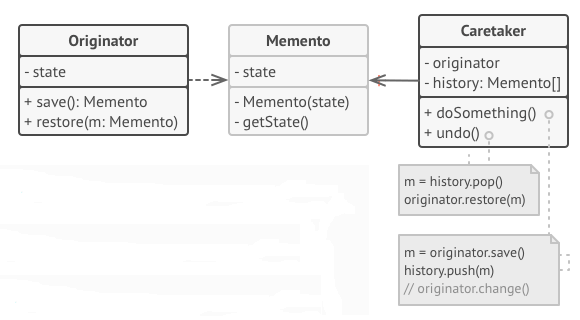 Originator
- state
+ save(): Memento
+ restore(m: Memento)
Memento
- state
- Memento(state)
- getState()
Caretaker
- originator
- history: Memento[]
+ doSomething()
+ undo()
m = history.pop()
originator.restore(m)
m = originator.save()
history.push(m)
// originator.change()